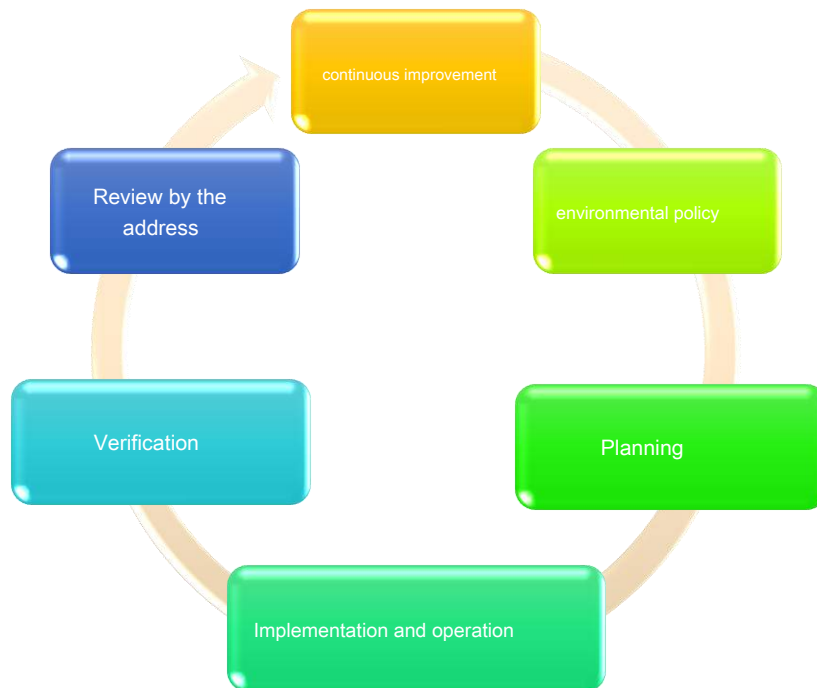 continuous improvement
environmental policy
Planning
Implementation and operation
Verification
Review by the
address